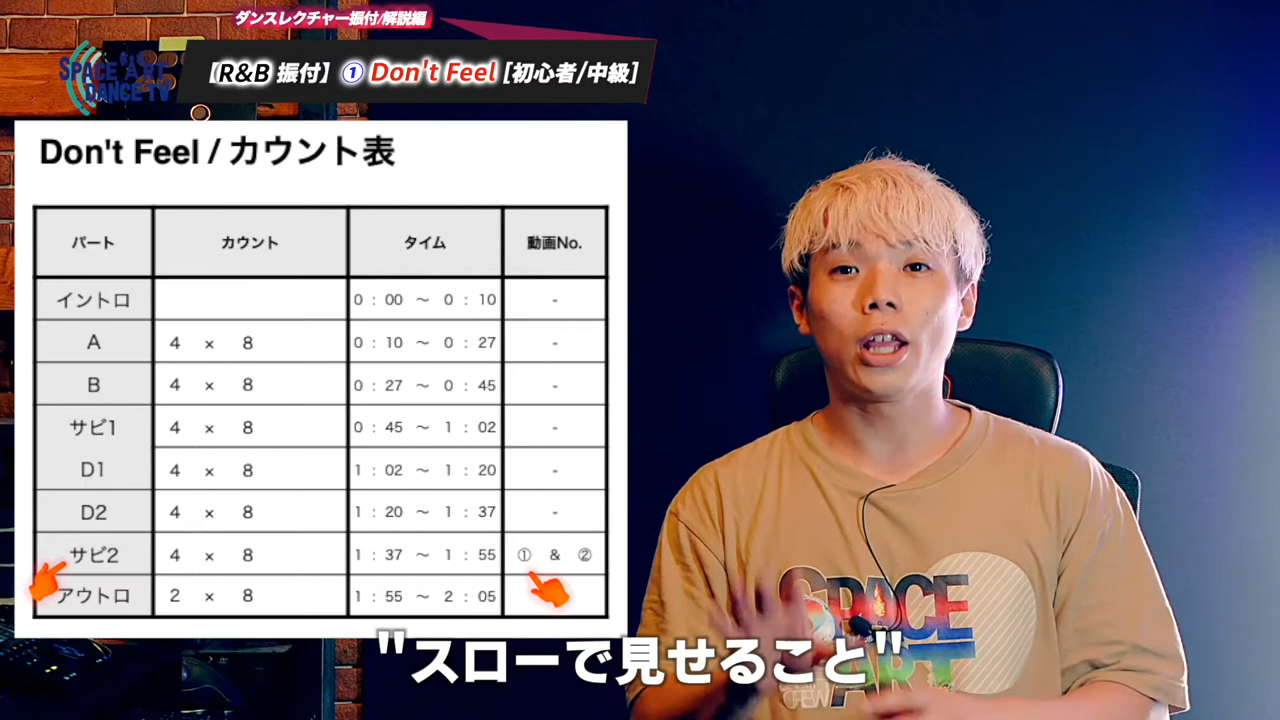 ダンスレクチャー振付/解説編
SPACE ART
DANCE TV
【R&B 振付】① Don't Feel [初心者/中級]
Don't Feel / カウント表
パート カウント タイム 動画No.
イントロ 0 : 00 〜 0 : 10 -
A 4 × 8 0 : 10 〜 0 : 27 -
B 4 × 8 0 : 27 〜 0 : 45 -
サビ1 4 × 8 0 : 45 〜 1 : 02 -
D1 4 × 8 1 : 02 〜 1 : 20 -
D2 4 × 8 1 : 20 〜 1 : 37 -
サビ2 4 × 8 1 : 37 〜 1 : 55 ① & ②
アウトロ 2 × 8 1 : 55 〜 2 : 05
"スローで見せること"
SPACE
ART
CREW